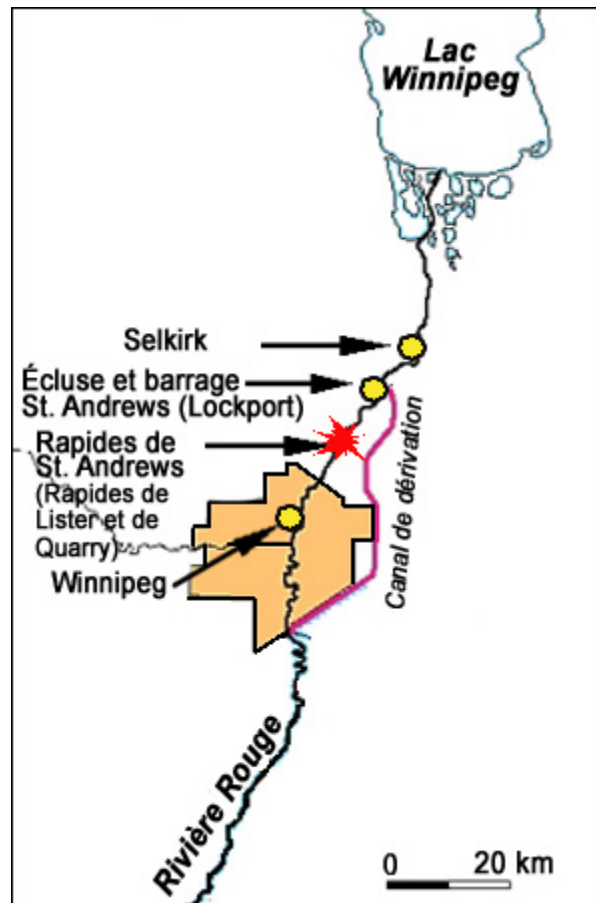 Lac
Winnipeg
Selkirk
Écluse et barrage
St. Andrews (Lockport)
Rapides de
St. Andrews
(Rapides de
Lister et de
Quarry)
Winnipeg
Canal de dérivation
Rivière Rouge
0 20 km